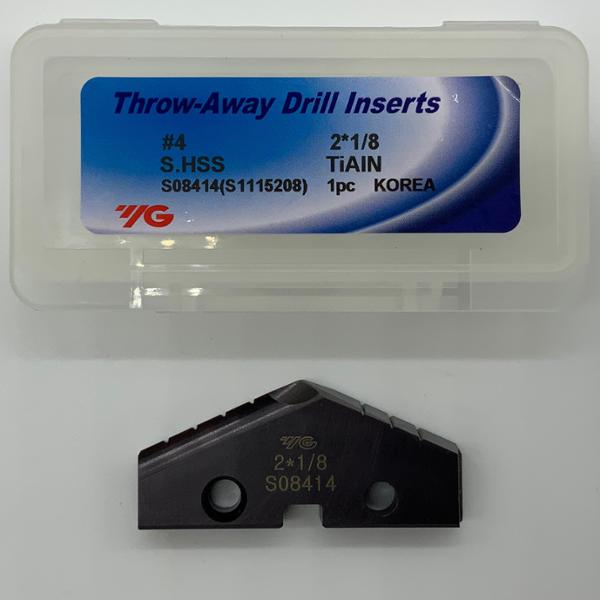 Throw-Away Drill Inserts
#4 2*1/8
S.HSS TiAIN
S08414(S1115208) 1pc KOREA
YG
YG
2*1/8
S08414